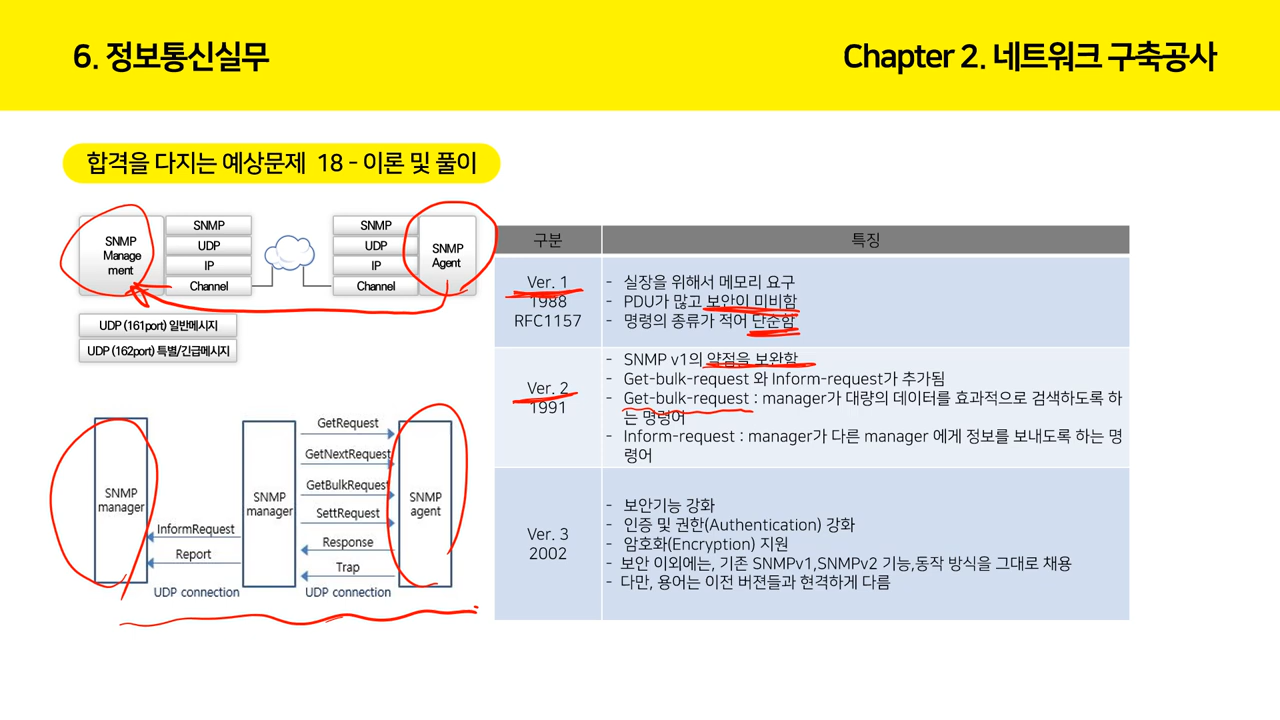 6. 정보통신실무
Chapter 2. 네트워크 구축공사
합격을 다지는 예상문제 18 - 이론 및 풀이
SNMP
Manage
ment
SNMP
UDP
IP
Channel
SNMP
UDP
IP
Channel
SNMP
Agent
UDP (161port) 일반메시지
UDP (162port) 특별/긴급메시지
SNMP
manager
InformRequest
Report
UDP connection
SNMP
manager
GetRequest
GetNextRequest
GetBulkRequest
SettRequest
Response
Trap
UDP connection
SNMP
agent
구분
특징
Ver. 1
1988
RFC1157
- 실장을 위해서 메모리 요구
- PDU가 많고 보안이 미비함
- 명령의 종류가 적어 단순함
Ver. 2
1991
- SNMP v1의 약점을 보완함
- Get-bulk-request 와 Inform-request가 추가됨
- Get-bulk-request : manager가 대량의 데이터를 효과적으로 검색하도록 하
는 명령어
- Inform-request : manager가 다른 manager 에게 정보를 보내도록 하는 명
령어
Ver. 3
2002
- 보안기능 강화
- 인증 및 권한(Authentication) 강화
- 암호화(Encryption) 지원
- 보안 이외에는, 기존 SNMPv1,SNMPv2 기능,동작 방식을 그대로 채용
- 다만, 용어는 이전 버젼들과 현격하게 다름